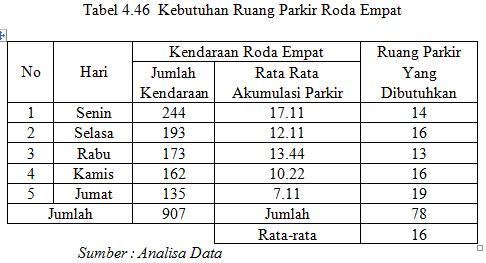 Tabel 4.46 Kebutuhan Ruang Parkir Roda Empat
No Hari Kendaraan Roda Empat Ruang Parkir Yang Dibutuhkan
Jumlah Kendaraan Rata Rata Akumulasi Parkir
1 Senin 244 17.11 14
2 Selasa 193 12.11 16
3 Rabu 173 13.44 13
4 Kamis 162 10.22 16
5 Jumat 135 7.11 19
Jumlah 907 Jumlah 78
Rata-rata 16
Sumber : Analisa Data